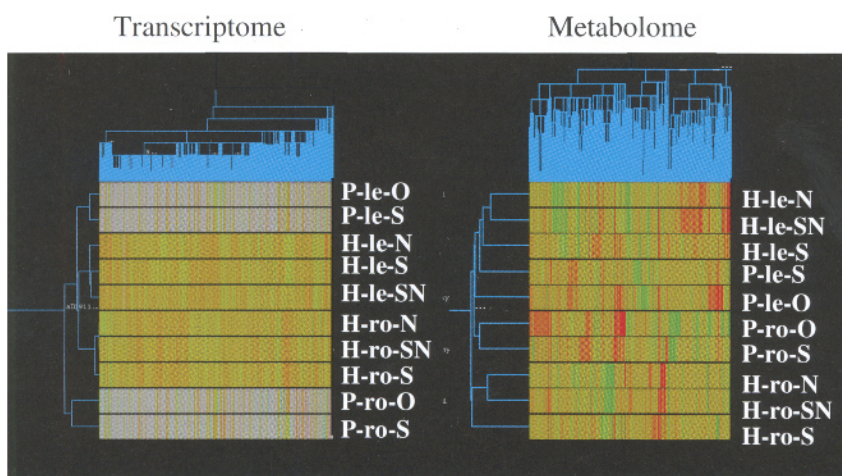 Transcriptome
Metabolome
P-le-O
P-le-S
H-le-N
H-le-S
H-le-SN
H-ro-N
H-ro-SN
H-ro-S
P-ro-O
P-ro-S
H-le-N
H-le-SN
H-le-S
P-le-S
P-le-O
P-ro-O
P-ro-S
H-ro-N
H-ro-SN
H-ro-S